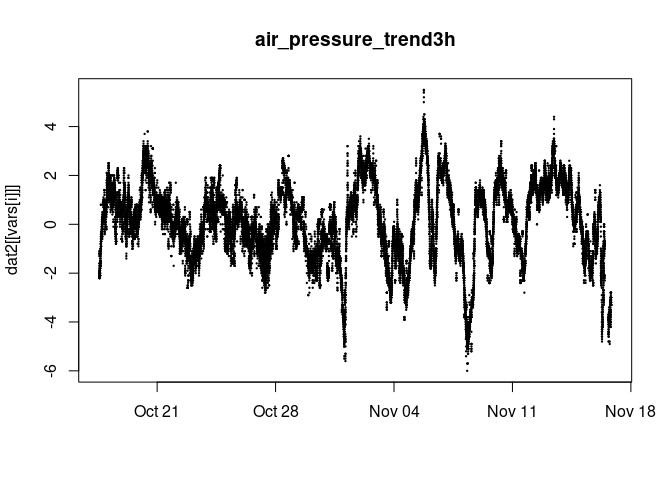 air_pressure_trend3h
dat2[[vars[i]]
4
2
0
-2
-4
-6
Oct 21
Oct 28
Nov 04
Nov 11
Nov 18